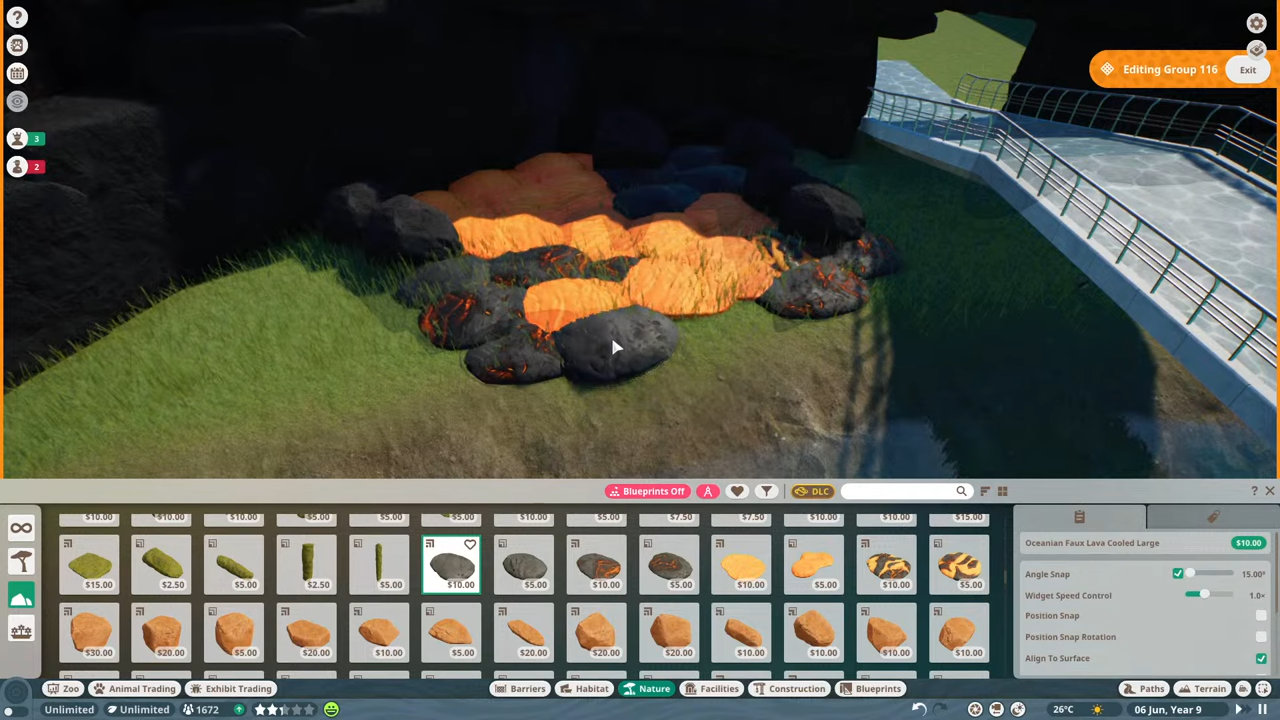 ?
Editing Group 116
Exit
3
2
Blueprints Off
DLC
? ×
$10.00 $10.00 $10.00 $5.00 $5.00 $5.00 $10.00 $5.00 $7.50 $7.50 $10.00 $10.00 $15.00
$15.00 $2.50 $5.00 $2.50 $5.00 $10.00 $5.00 $10.00 $5.00 $10.00 $5.00 $10.00 $5.00
$30.00 $20.00 $5.00 $20.00 $10.00 $5.00 $20.00 $20.00 $20.00 $10.00 $10.00 $10.00 $10.00
Oceanian Faux Lava Cooled Large $10.00
Angle Snap 15.00°
Widget Speed Control 1.0×
Position Snap
Position Snap Rotation
Align To Surface
Zoo Animal Trading Exhibit Trading Barriers Habitat Nature Facilities Construction Blueprints Paths Terrain
Unlimited Unlimited 1672 26°C 06 Jun, Year 9